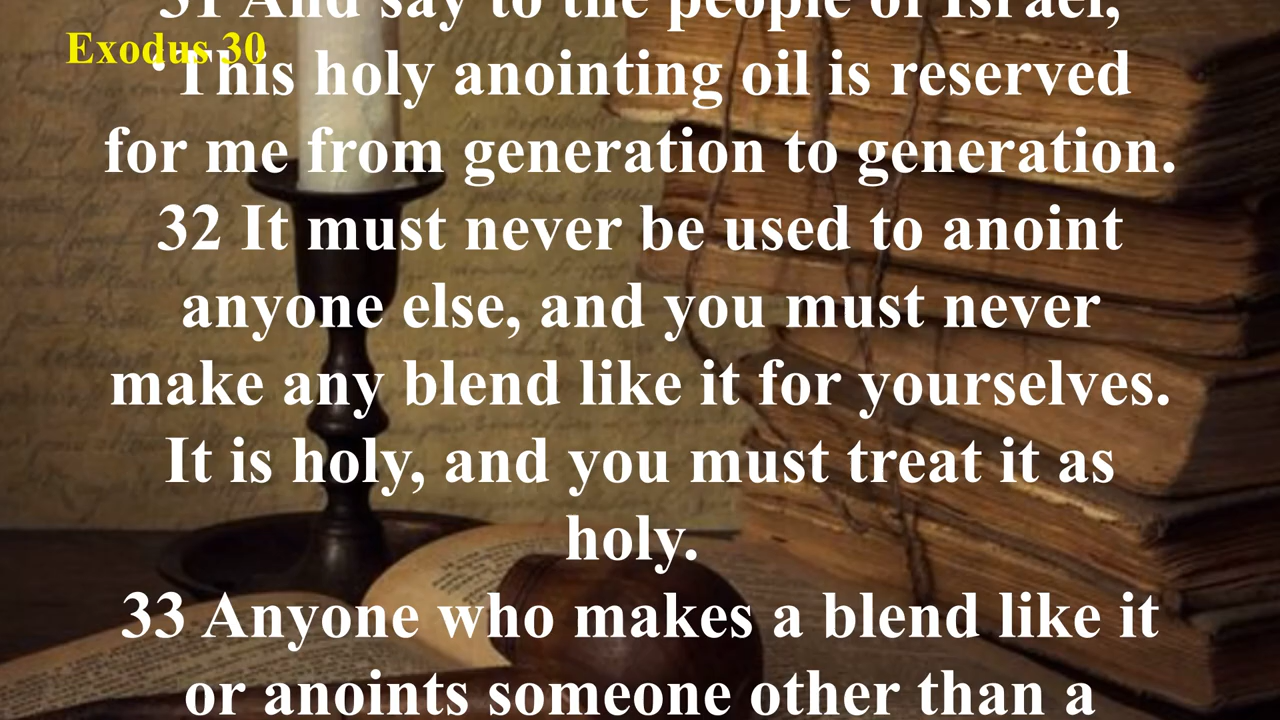 31 And say to the people of Israel,
Exodus 30
‘This holy anointing oil is reserved
for me from generation to generation.
32 It must never be used to anoint
anyone else, and you must never
make any blend like it for yourselves.
It is holy, and you must treat it as
holy.
33 Anyone who makes a blend like it
or anoints someone other than a